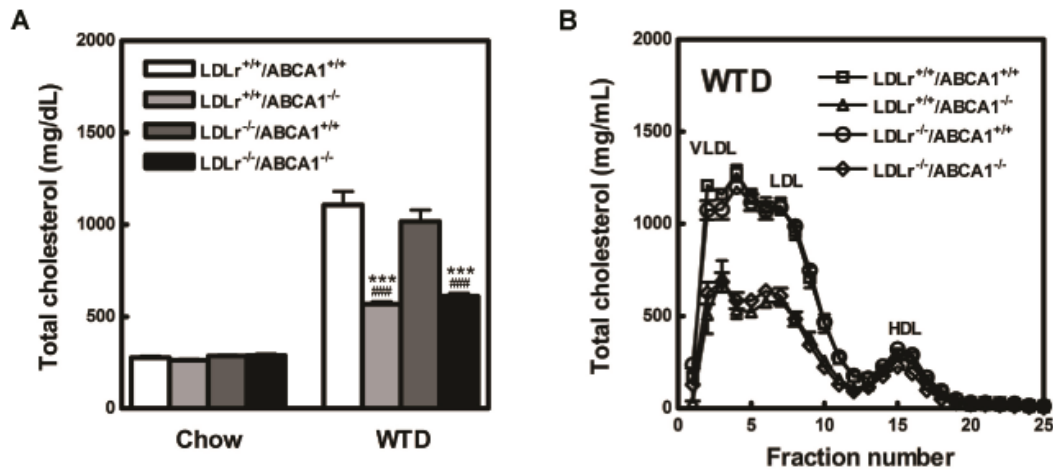 A
Total cholesterol (mg/dL)
2000
1500
1000
500
0
LDLr+/+/ABCA1+/+
LDLr+/+/ABCA1-/-
LDLr-/-/ABCA1+/+
LDLr-/-/ABCA1-/-
***
###
***
###
Chow
WTD
B
Total cholesterol (mg/mL)
2000
1500
1000
500
0
WTD
LDLr+/+/ABCA1+/+
LDLr+/+/ABCA1-/-
LDLr-/-/ABCA1+/+
LDLr-/-/ABCA1-/-
VLDL
LDL
HDL
0 5 10 15 20 25
Fraction number